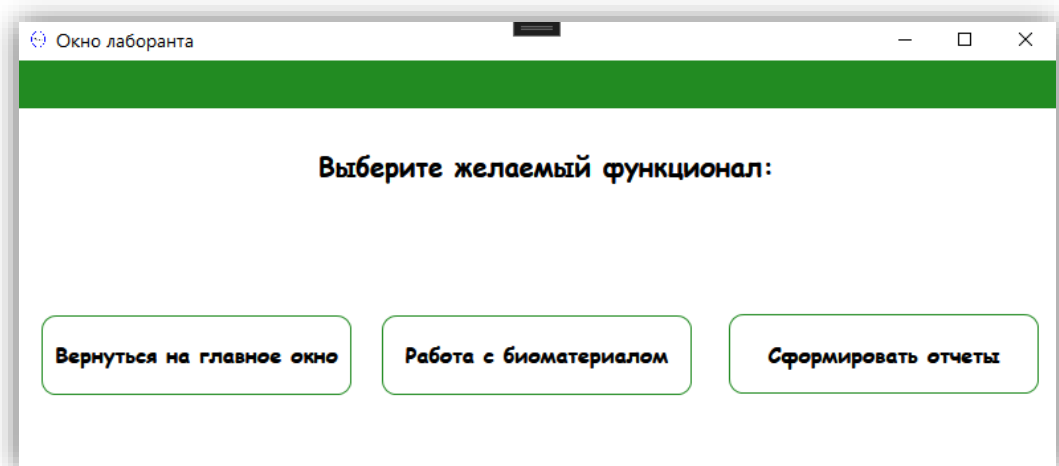 Окно лаборанта
Выберите желаемый функционал:
Вернуться на главное окно
Работа с биоматериалом
Сформировать отчеты